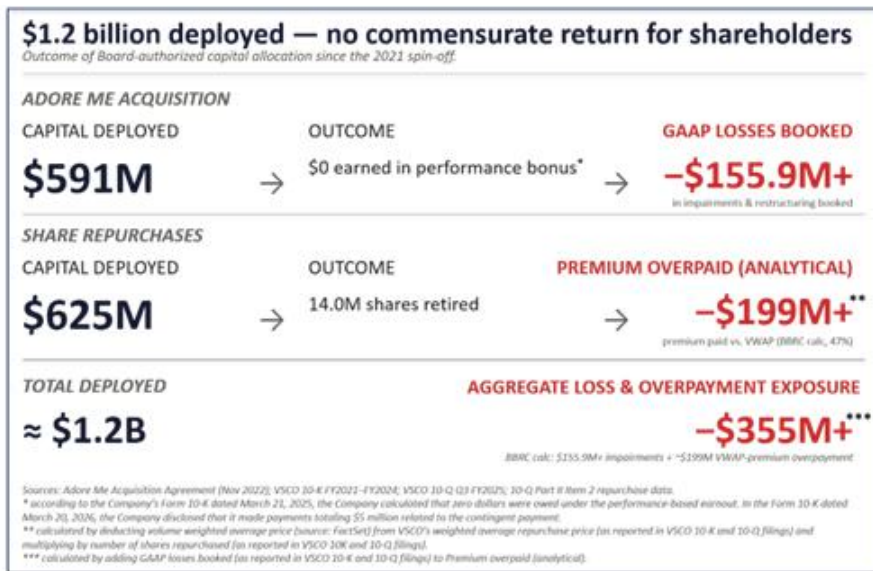 $1.2 billion deployed — no commensurate return for shareholders
Outcome of Board-authorized capital allocation since the 2021 spin-off.
ADORE ME ACQUISITION
CAPITAL DEPLOYED OUTCOME GAAP LOSSES BOOKED
$591M → $0 earned in performance bonus* → –$155.9M+
in impairments & restructuring booked
SHARE REPURCHASES
CAPITAL DEPLOYED OUTCOME PREMIUM OVERPAID (ANALYTICAL)
$625M → 14.0M shares retired → –$199M+**
premium paid vs. VWAP (BBRC calc, 47%)
TOTAL DEPLOYED AGGREGATE LOSS & OVERPAYMENT EXPOSURE
≈ $1.2B –$355M+***
BBRC calc: $155.9M+ impairments + ~$199M VWAP-premium overpayment
Sources: Adore Me Acquisition Agreement (Nov 2022); VSCO 10-K FY2021–FY2024; VSCO 10-Q Q3 FY2025; 10-Q Part II Item 2 repurchase data.
* according to the Company's Form 10-K dated March 21, 2025, the Company calculated that zero dollars were owed under the performance-based earnout. In the Form 10-K dated
March 20, 2026, the Company disclosed that it made payments totaling $5 million related to the contingent payment.
** calculated by deducting volume weighted average price (source: FactSet) from VSCO's weighted average repurchase price (as reported in VSCO 10-K and 10-Q filings) and
multiplying by number of shares repurchased (as reported in VSCO 10K and 10-Q filings).
*** calculated by adding GAAP losses booked (as reported in VSCO 10-K and 10-Q filings) to Premium overpaid (analytical).